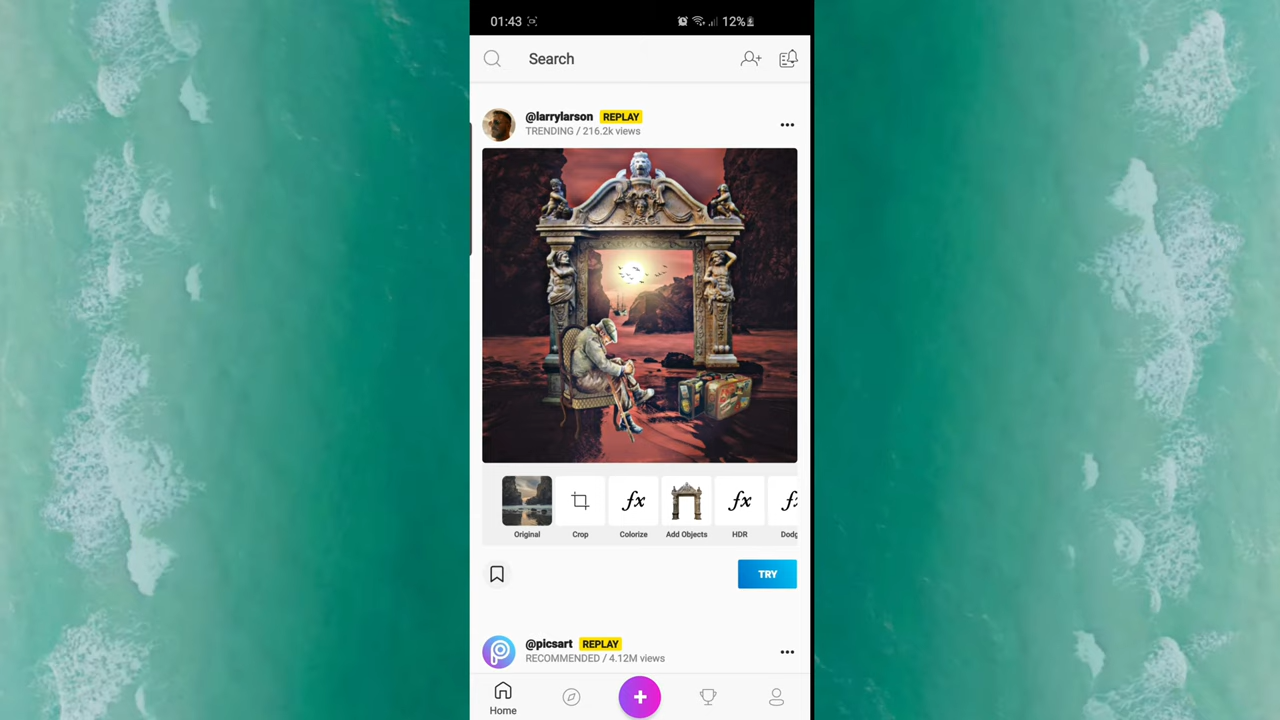 01:43
12%
Search
@larrylarson REPLAY
TRENDING / 216.2k views
Original Crop Colorize Add Objects HDR Dodg
TRY
@picsart REPLAY
RECOMMENDED / 4.12M views
Home